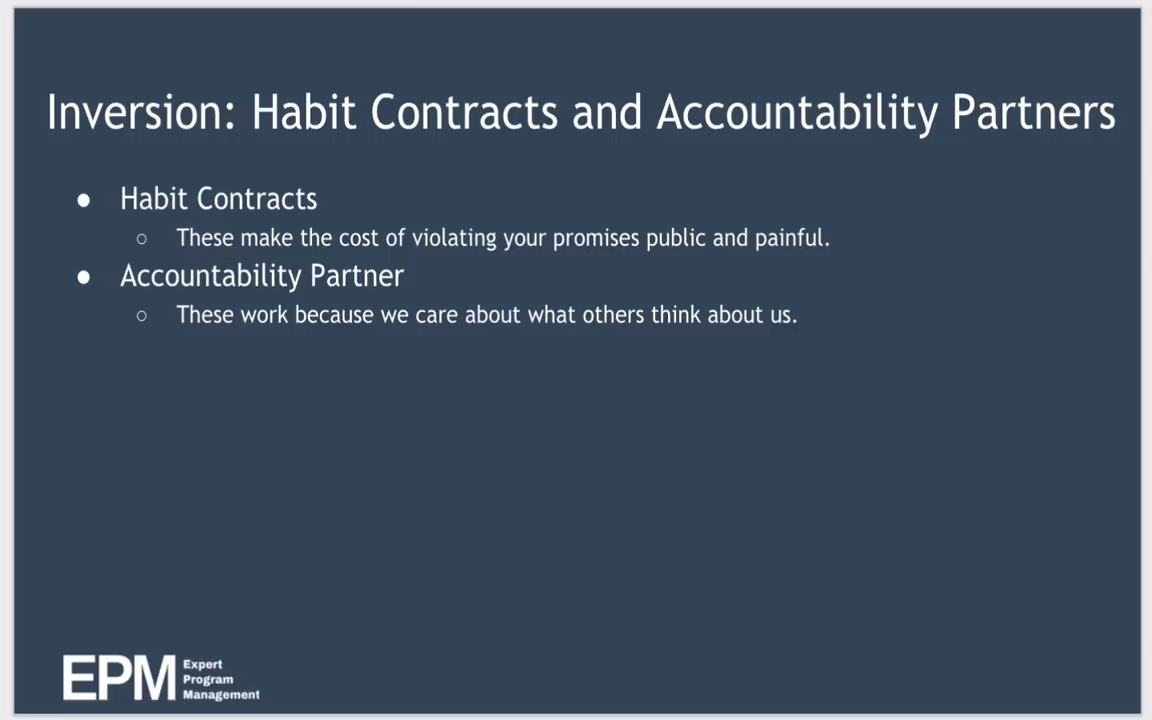 Inversion: Habit Contracts and Accountability Partners
● Habit Contracts
○ These make the cost of violating your promises public and painful.
● Accountability Partner
○ These work because we care about what others think about us.
EPM
Expert
Program
Management